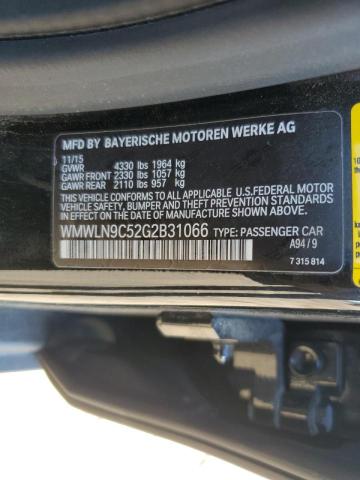 MFD BY BAYERISCHE MOTOREN WERKE AG
11/15
GVWR 4330 lbs 1964 kg
GAWR FRONT 2330 lbs 1057 kg
GAWR REAR 2110 lbs 957 kg
THIS VEHICLE CONFORMS TO ALL APPLICABLE U.S.FEDERAL MOTOR
VEHICLE SAFETY, BUMPER AND THEFT PREVENTION STANDARDS
IN EFFECT ON THE DATE OF MANUFACTURE SHOWN ABOVE.
WMWLN9C52G2B31066 TYPE: PASSENGER CAR
A94/9
7 315 814